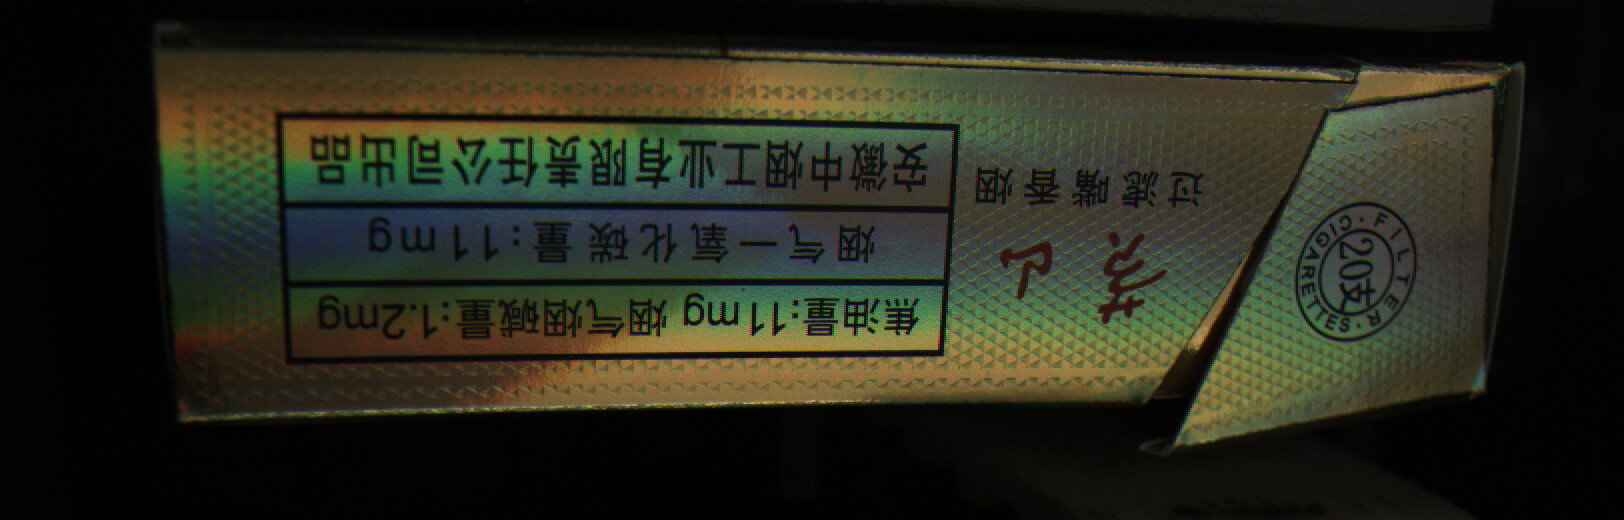 FILTER
CIGARETTES
20支
黄山
过滤嘴香烟
焦油量:11mg 烟气烟碱量:1.2mg
烟气一氧化碳量:11mg
安徽中烟工业有限责任公司出品